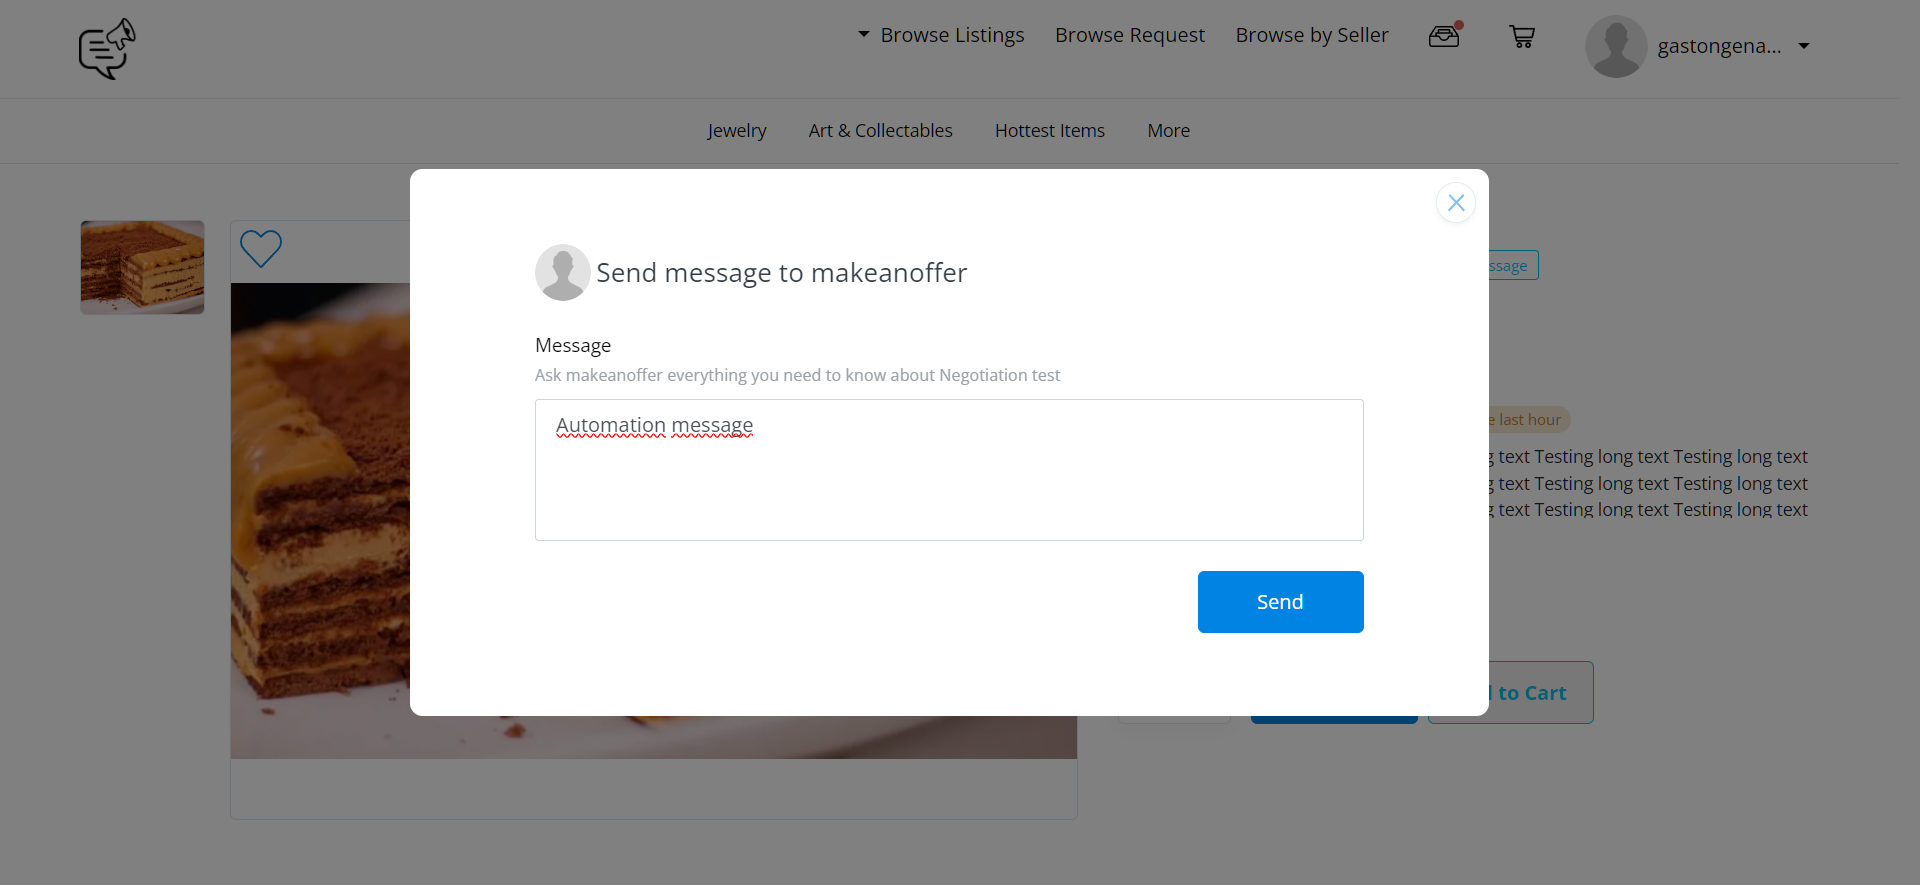 Browse Listings Browse Request Browse by Seller gastongena...
Jewelry Art & Collectables Hottest Items More
Send message to makeanoffer
Message
Ask makeanoffer everything you need to know about Negotiation test
Automation message
Send
last hour
text Testing long text Testing long text
text Testing long text Testing long text
text Testing long text Testing long text
to Cart